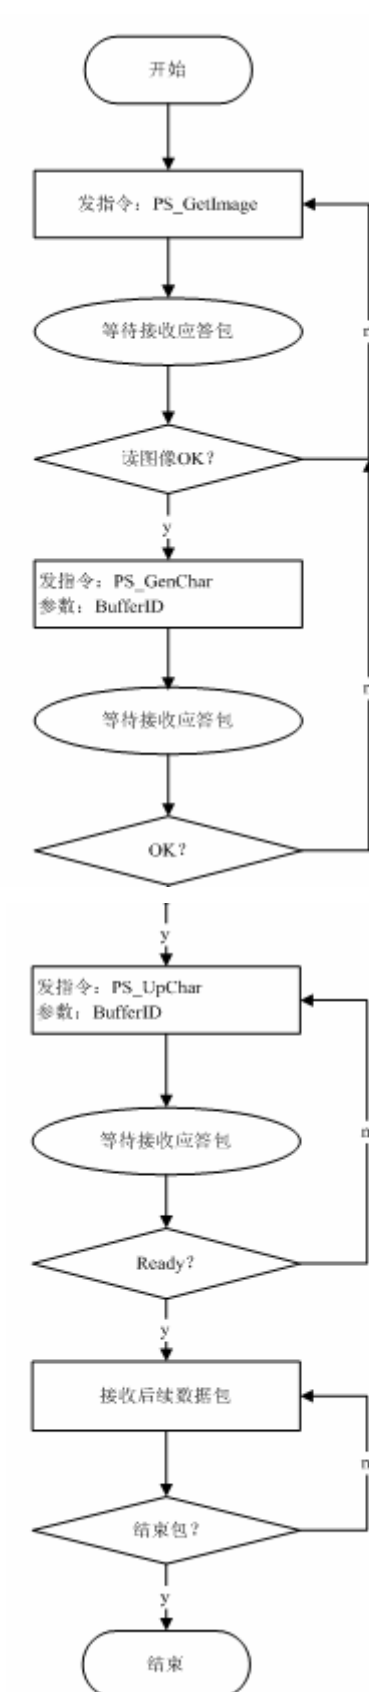 开始
发指令：PS_GetImage
等待接收应答包
n
读图像OK？
y
发指令：PS_GenChar
参数：BufferID
n
等待接收应答包
OK？
y
发指令：PS_UpChar
参数：BufferID
等待接收应答包
n
Ready？
y
接收后续数据包
n
结束包？
y
结束